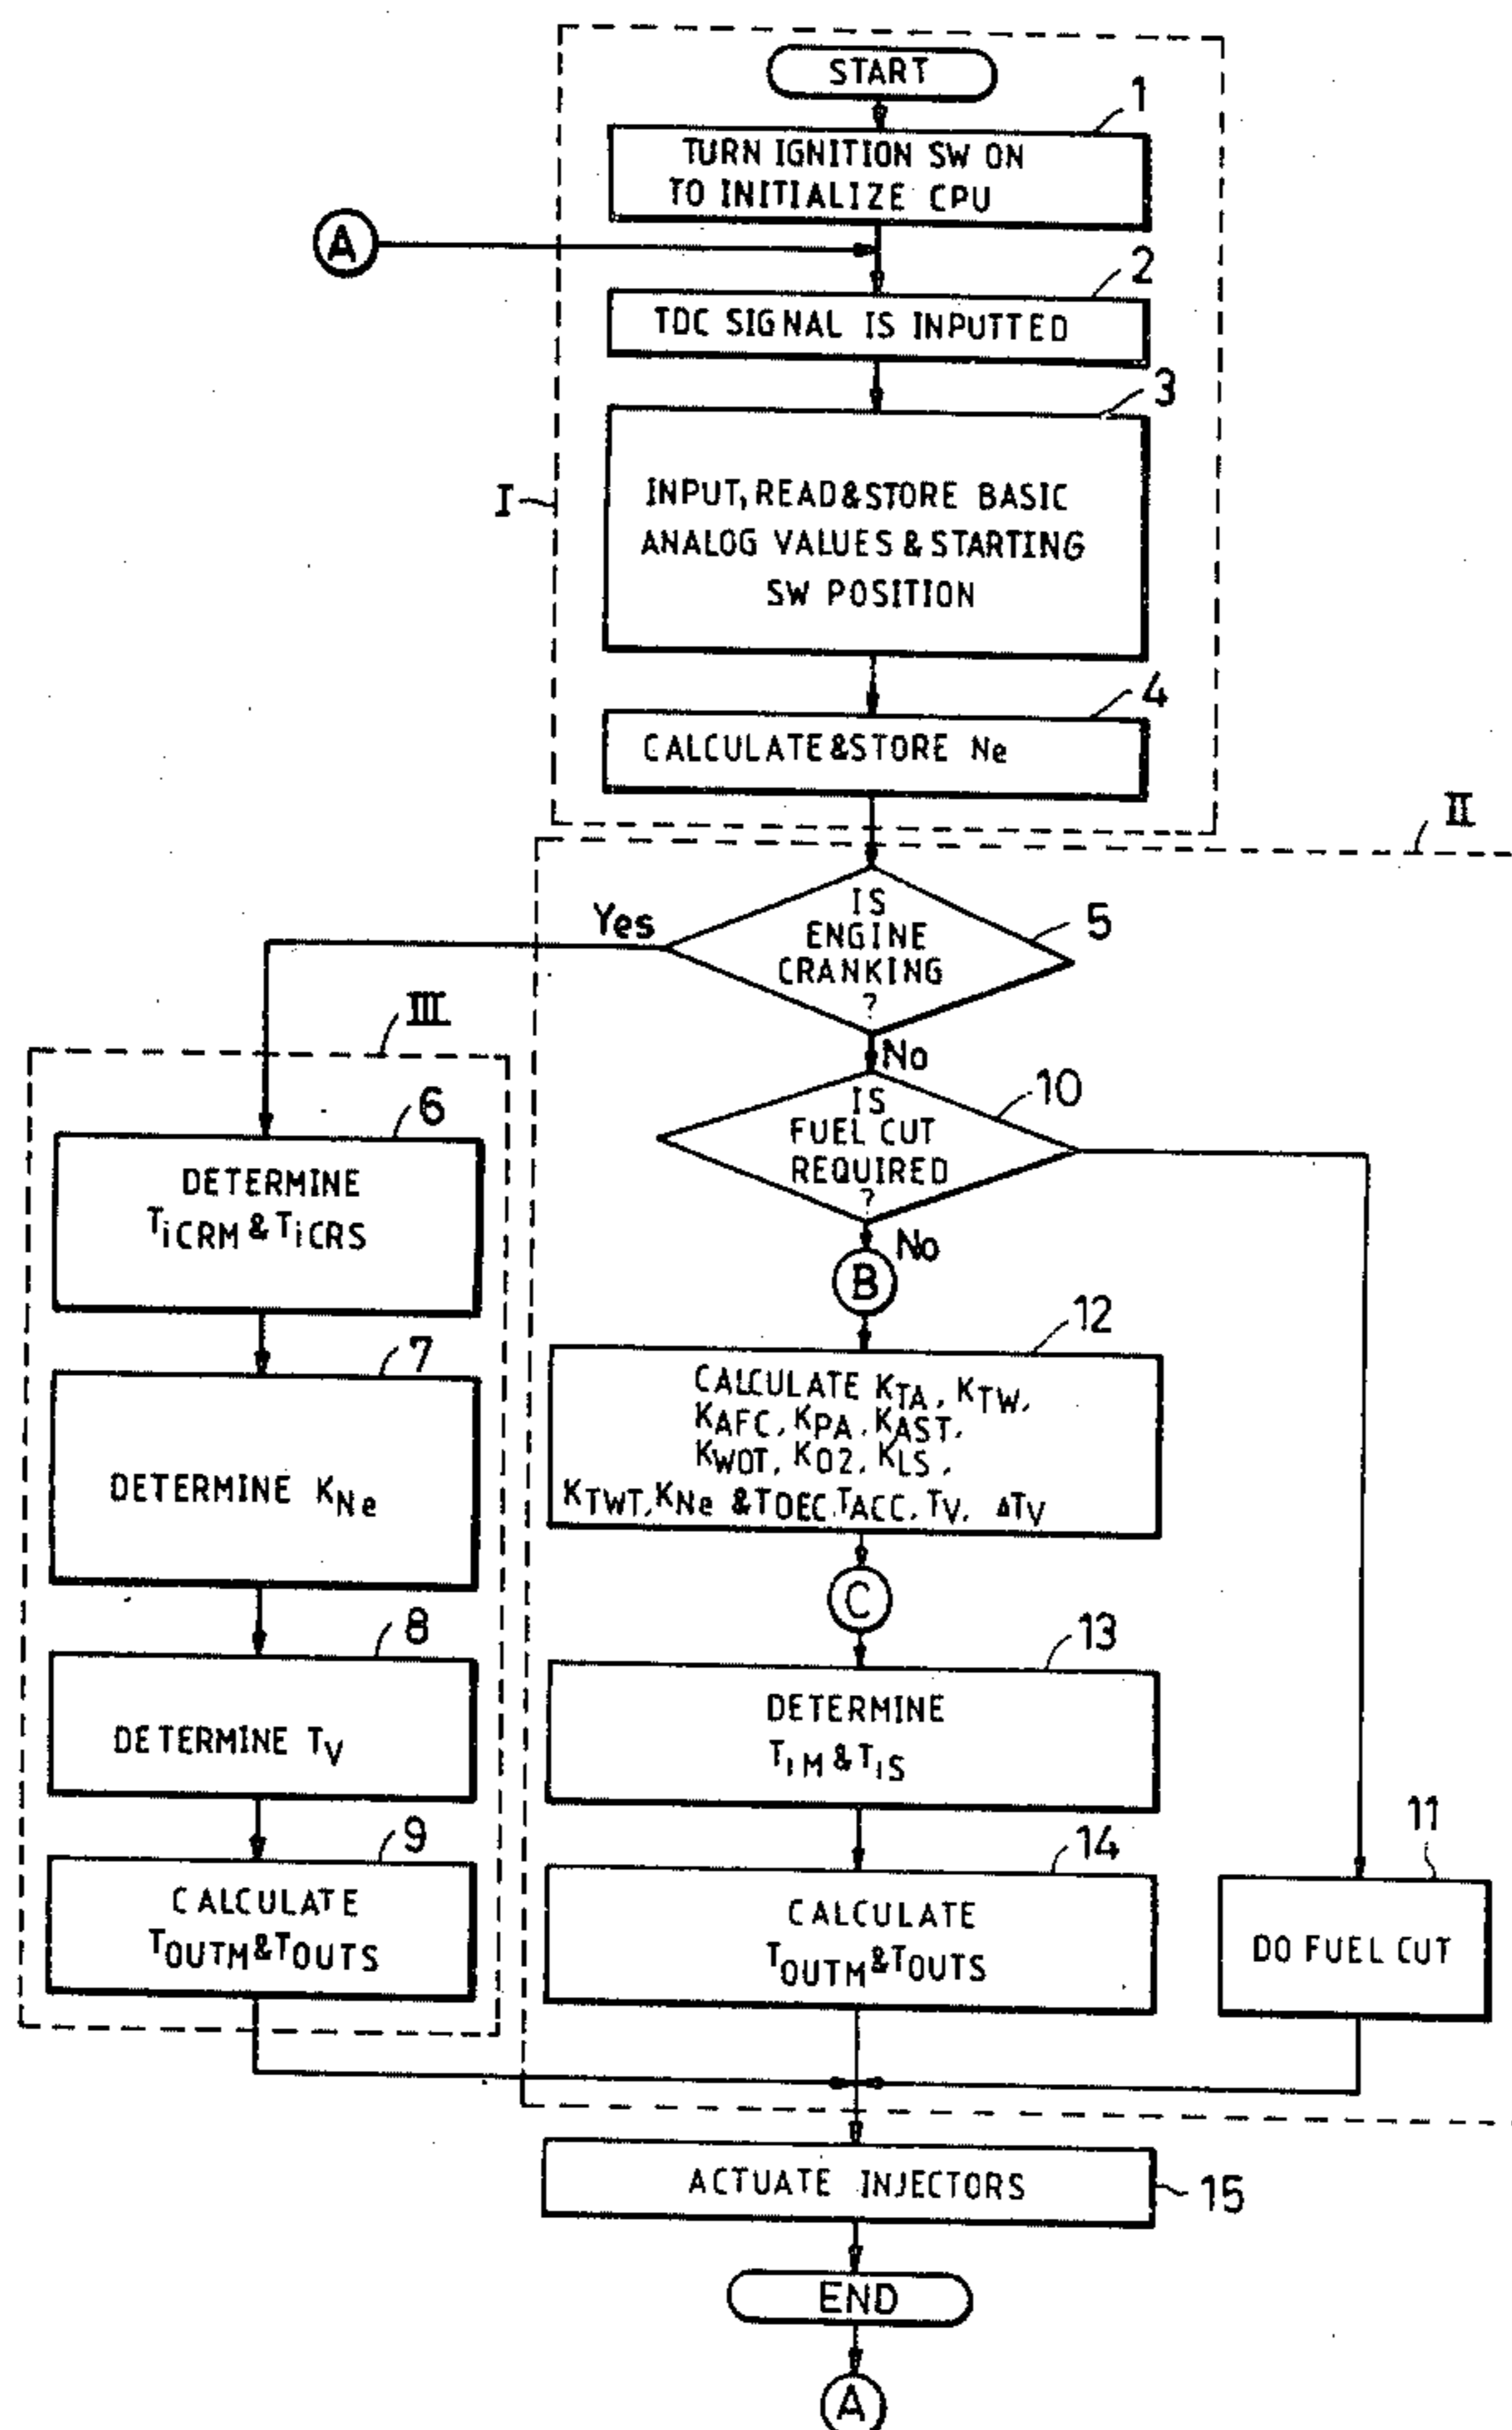 START
1
TURN IGNITION SW ON
TO INITIALIZE CPU
A
2
TDC SIGNAL IS INPUTTED
3
I
INPUT, READ&STORE BASIC
ANALOG VALUES & STARTING
SW POSITION
4
CALCULATE&STORE Ne
II
5
IS
ENGINE
CRANKING
?
Yes
No
III
10
IS
FUEL CUT
REQUIRED
?
No
6
DETERMINE
TiCRM & TiCRS
B
7
DETERMINE KNe
12
CALCULATE KTA, KTW,
KAFC, KPA, KAST,
KWOT, KO2, KLS,
KTWT, KNe & TDEC, TACC, TV, ΔTV
C
8
DETERMINE TV
13
DETERMINE
TiM & TiS
9
CALCULATE
TOUTM&TOUTS
14
CALCULATE
TOUTM&TOUTS
11
DO FUEL CUT
ACTUATE INJECTORS
15
END
A